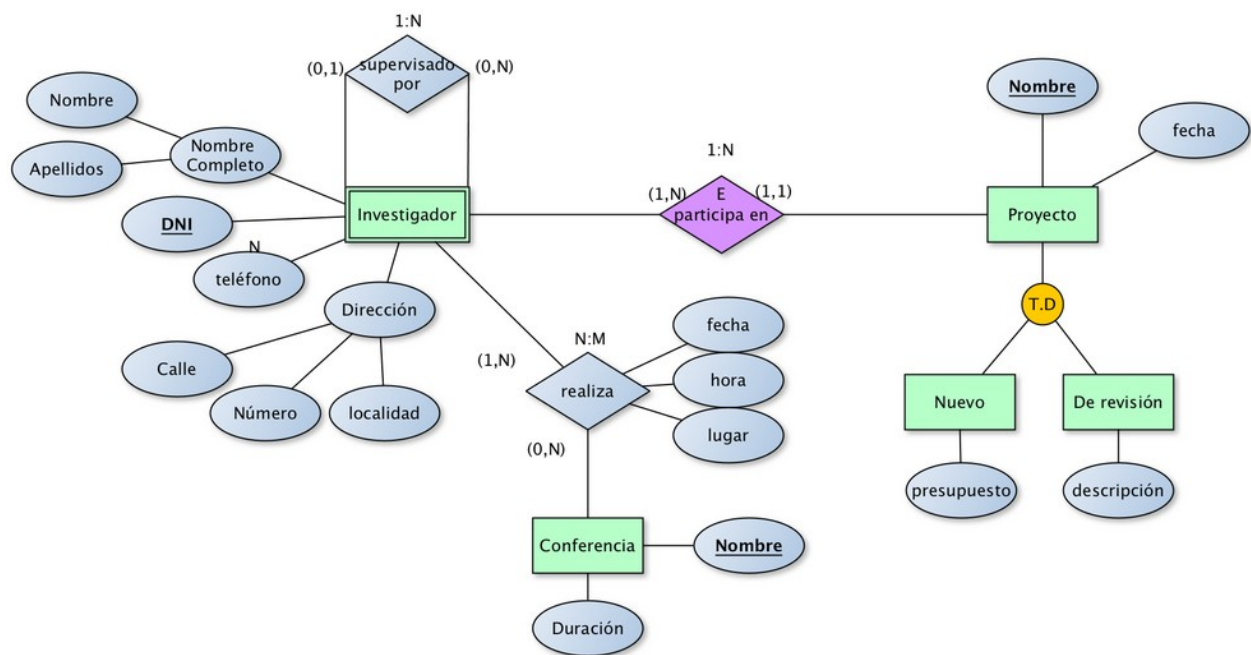 1:N
(0,1)
supervisado
por
(0,N)
Nombre
Apellidos
Nombre
Completo
DNI
N
teléfono
Investigador
Dirección
Calle
Número
localidad
1:N
(1,N)
E
participa en
(1,1)
Nombre
fecha
Proyecto
T.D
Nuevo
De revisión
presupuesto
descripción
(1,N)
N:M
realiza
fecha
hora
lugar
(0,N)
Conferencia
Nombre
Duración